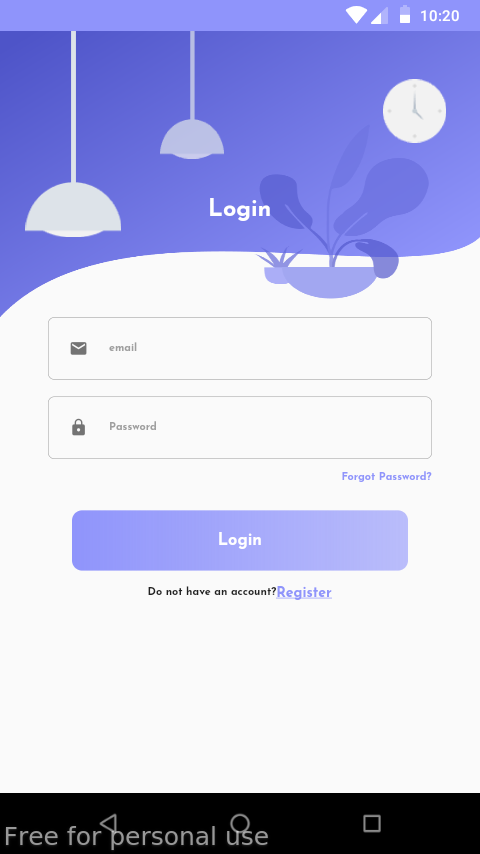 10:20
Login
email
Password
Forgot Password?
Login
Do not have an account?Register
Free for personal use